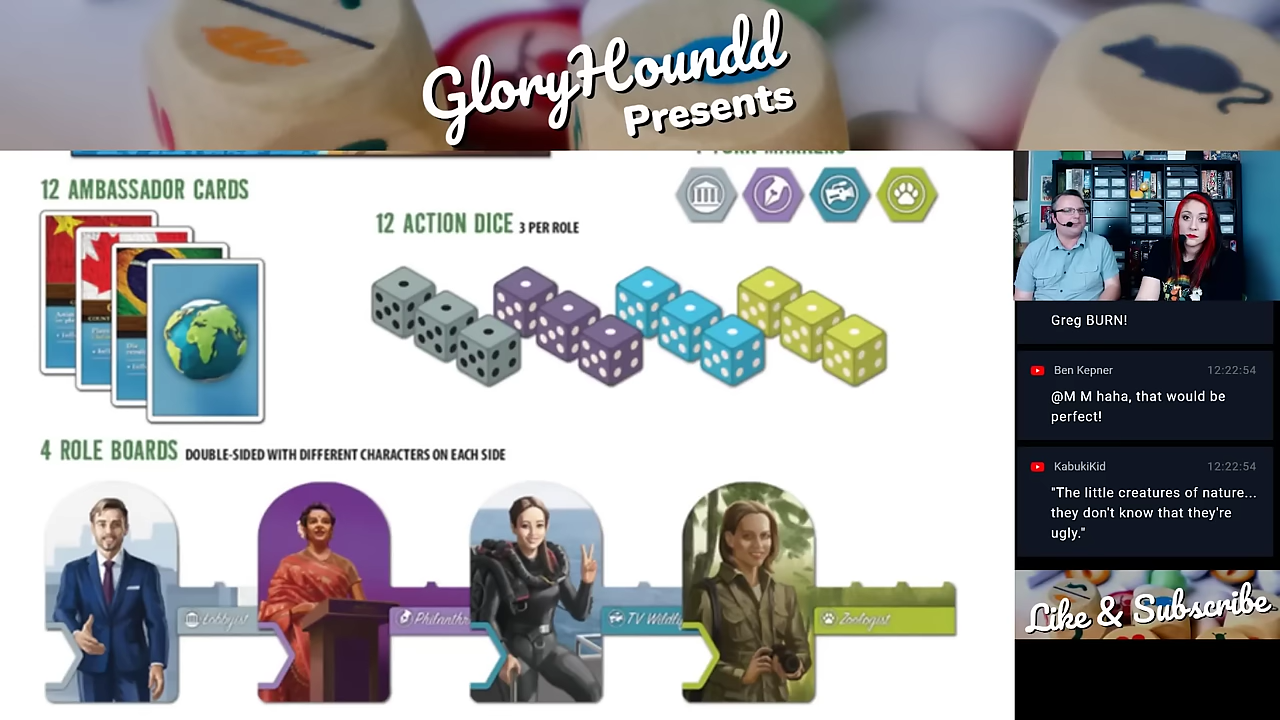 GloryHoundd
Presents
12 AMBASSADOR CARDS
12 ACTION DICE 3 PER ROLE
4 ROLE BOARDS DOUBLE-SIDED WITH DIFFERENT CHARACTERS ON EACH SIDE
Lobbyist
Philanthr
TV Wildly
Zoologist
Greg BURN!
Ben Kepner 12:22:54
@M M haha, that would be
perfect!
KabukiKid 12:22:54
"The little creatures of nature...
they don't know that they're
ugly."
Like & Subscribe